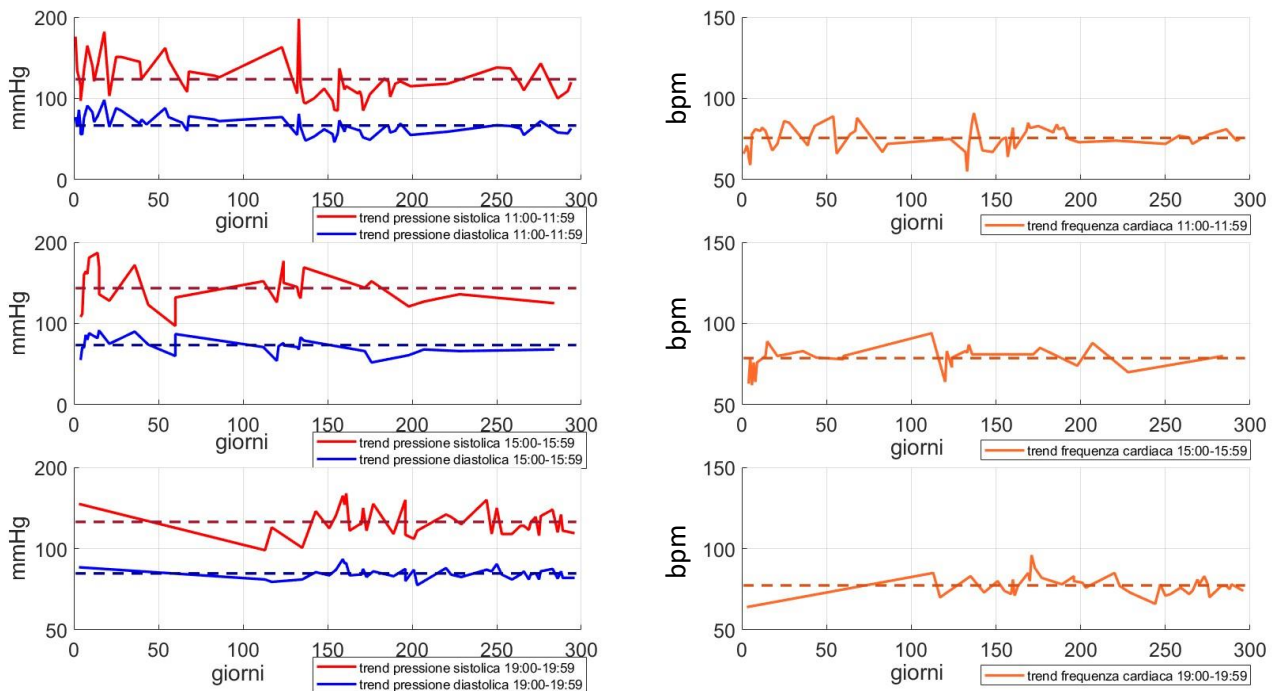 200
100
0
mmHg
0 50 100 150 200 250 300
giorni
trend pressione sistolica 11:00-11:59
trend pressione diastolica 11:00-11:59
150
100
50
bpm
0 50 100 150 200 250 300
giorni
trend frequenza cardiaca 11:00-11:59
200
100
0
mmHg
0 50 100 150 200 250 300
giorni
trend pressione sistolica 15:00-15:59
trend pressione diastolica 15:00-15:59
150
100
50
bpm
0 50 100 150 200 250 300
giorni
trend frequenza cardiaca 15:00-15:59
200
100
50
mmHg
0 50 100 150 200 250 300
giorni
trend pressione sistolica 19:00-19:59
trend pressione diastolica 19:00-19:59
150
100
50
bpm
0 50 100 150 200 250 300
giorni
trend frequenza cardiaca 19:00-19:59